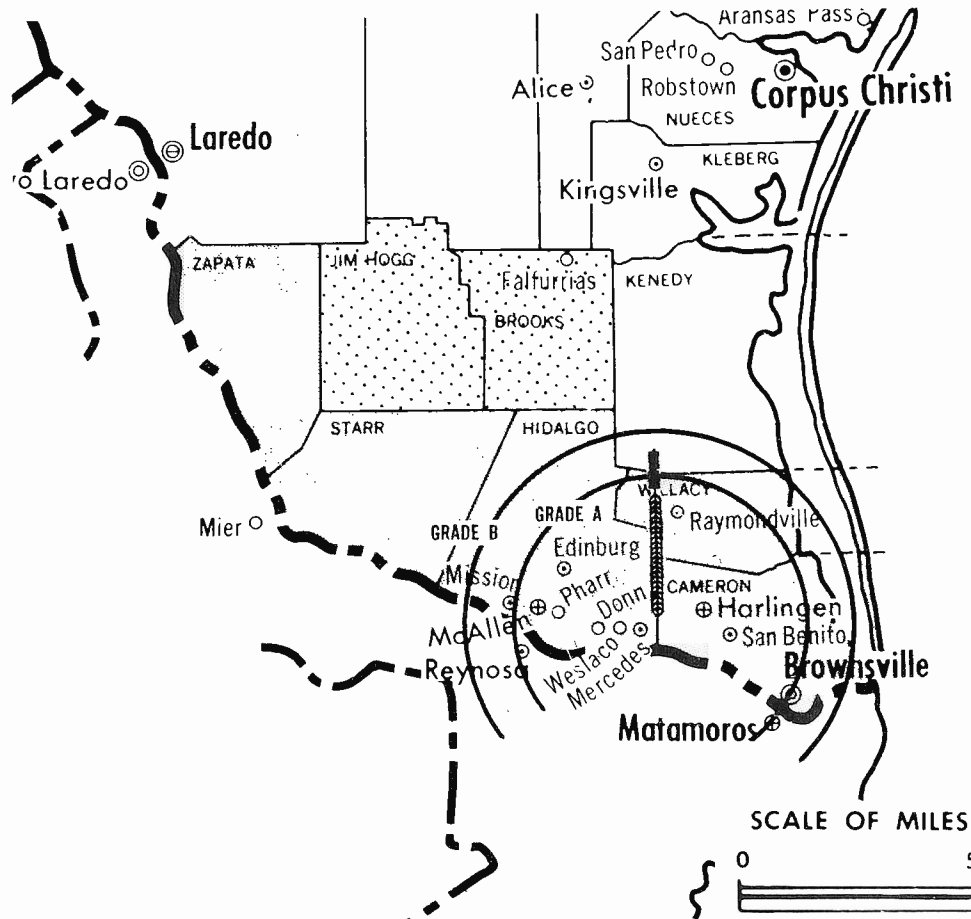 Aransas Pass
San Pedro
Robstown
Corpus Christi
Alice
NUECES
Laredo
o Laredo
KLEBERG
Kingsville
ZAPATA
JIM HOGG
Falfurrias
KENEDY
BROOKS
STARR
HIDALGO
WILLACY
GRADE B
GRADE A
Raymondville
Mier
Edinburg
Mission
Pharr
Donn
CAMERON
McAllen
Harlingen
San Benito
Reynosa
Weslaco
Mercedes
Brownsville
Matamoros
SCALE OF MILES
0
5